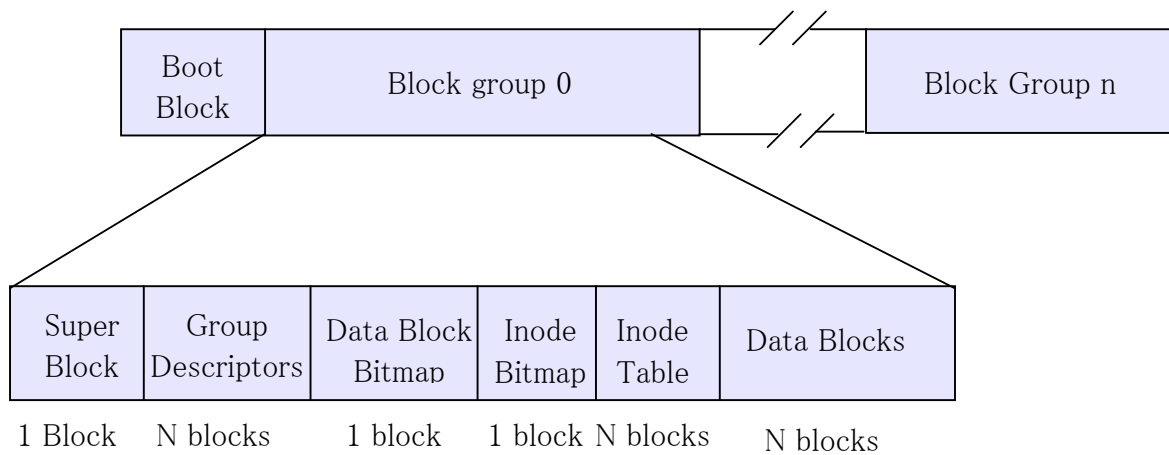 Boot
Block
Block group 0
Block Group n
Super
Block
Group
Descriptors
Data Block
Bitmap
Inode
Bitmap
Inode
Table
Data Blocks
1 Block
N blocks
1 block
1 block
N blocks
N blocks